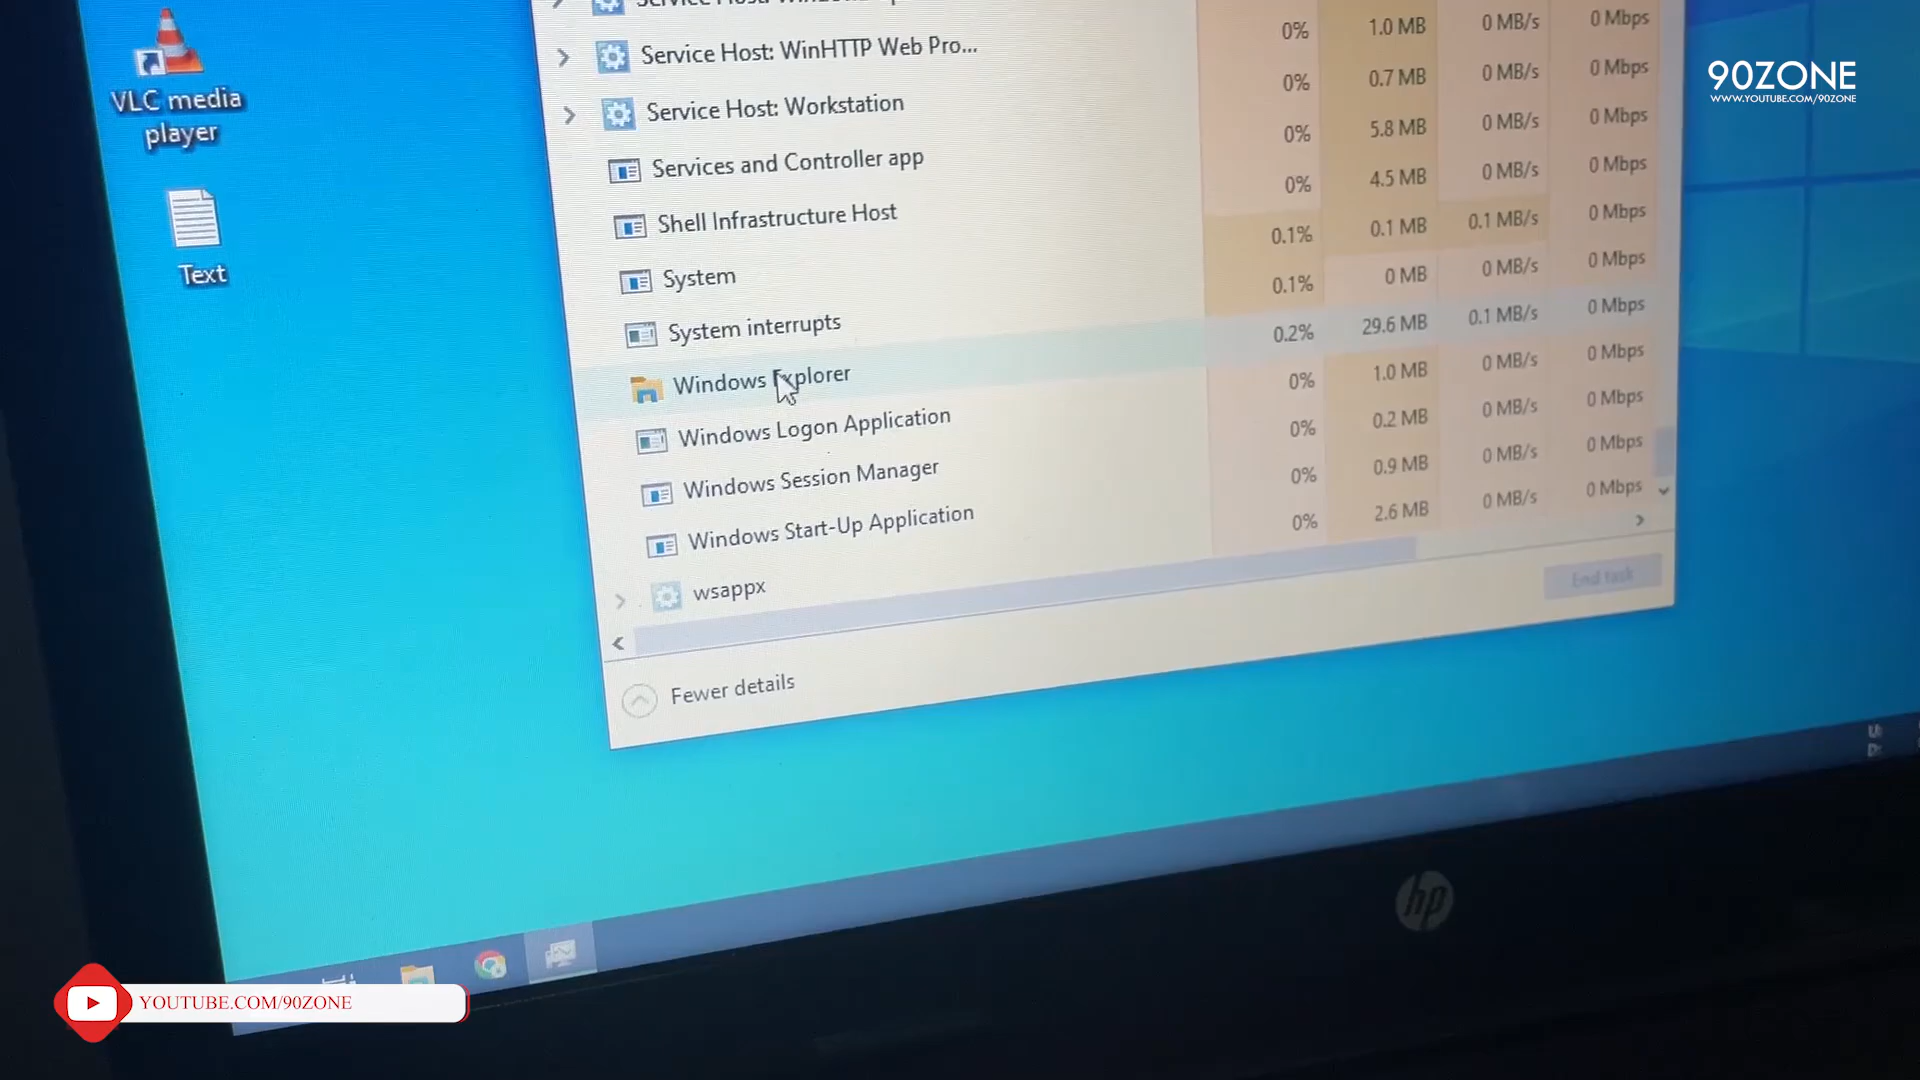 VLC media
player
Text
Service Host: WinHTTP Web Pro... 0% 1.0 MB 0 MB/s 0 Mbps
Service Host: Workstation 0% 0.7 MB 0 MB/s 0 Mbps
Services and Controller app 0% 5.8 MB 0 MB/s 0 Mbps
Shell Infrastructure Host 0% 4.5 MB 0 MB/s 0 Mbps
System 0.1% 0.1 MB 0.1 MB/s 0 Mbps
System interrupts 0.1% 0 MB 0 MB/s 0 Mbps
Windows Explorer 0.2% 29.6 MB 0.1 MB/s 0 Mbps
Windows Logon Application 0% 1.0 MB 0 MB/s 0 Mbps
Windows Session Manager 0% 0.2 MB 0 MB/s 0 Mbps
Windows Start-Up Application 0% 0.9 MB 0 MB/s 0 Mbps
wsappx 0% 2.6 MB 0 MB/s 0 Mbps
End task
Fewer details
hp
90ZONE
WWW.YOUTUBE.COM/90ZONE
YOUTUBE.COM/90ZONE